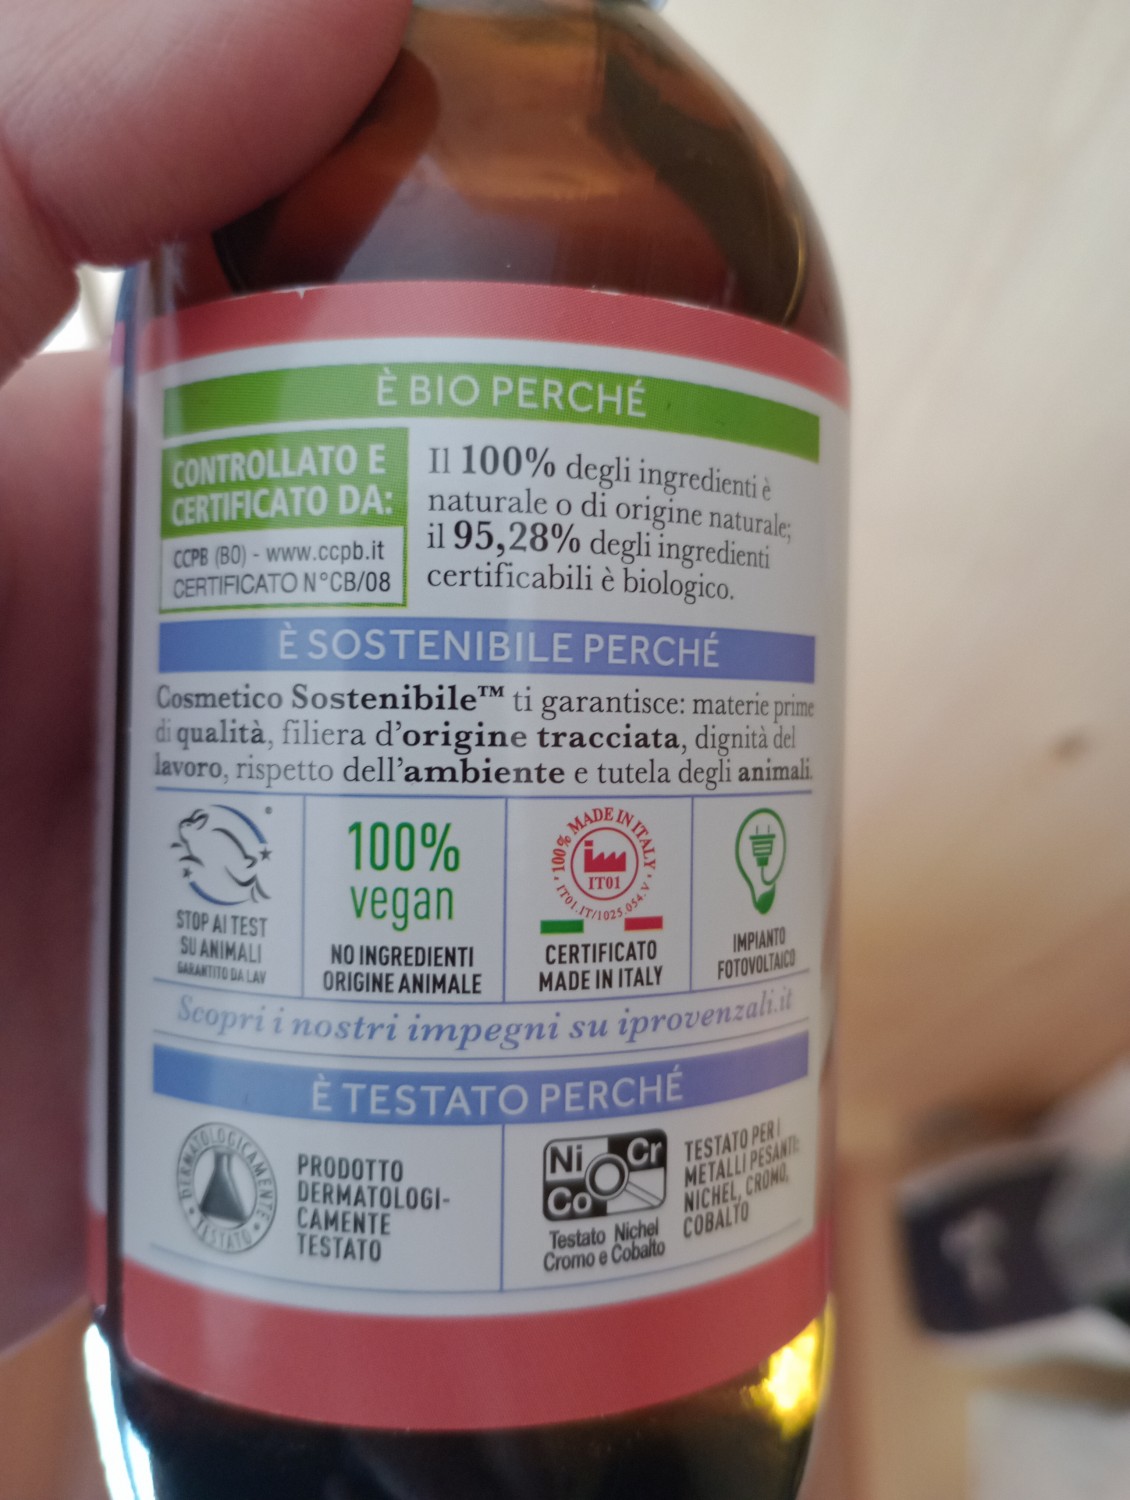 È BIO PERCHÉ
CONTROLLATO E
CERTIFICATO DA:
CCPB (BO) - www.ccpb.it
CERTIFICATO N°CB/08
Il 100% degli ingredienti è
naturale o di origine naturale;
il 95,28% degli ingredienti
certificabili è biologico.
È SOSTENIBILE PERCHÉ
Cosmetico Sostenibile™ ti garantisce: materie prime
di qualità, filiera d'origine tracciata, dignità del
lavoro, rispetto dell'ambiente e tutela degli animali.
STOP AI TEST
SU ANIMALI
GARANTITO DA LAV
100%
vegan
NO INGREDIENTI
ORIGINE ANIMALE
100% MADE IN ITALY
IT01
IT01.IT/1025.054.V
CERTIFICATO
MADE IN ITALY
IMPIANTO
FOTOVOLTAICO
Scopri i nostri impegni su iprovenzali.it
È TESTATO PERCHÉ
DERMATOLOGICAMENTE
TESTATO
PRODOTTO
DERMATOLOGI-
CAMENTE
TESTATO
Ni Cr
Co
Testato Nichel
Cromo e Cobalto
TESTATO PER I
METALLI PESANTI:
NICHEL, CROMO,
COBALTO